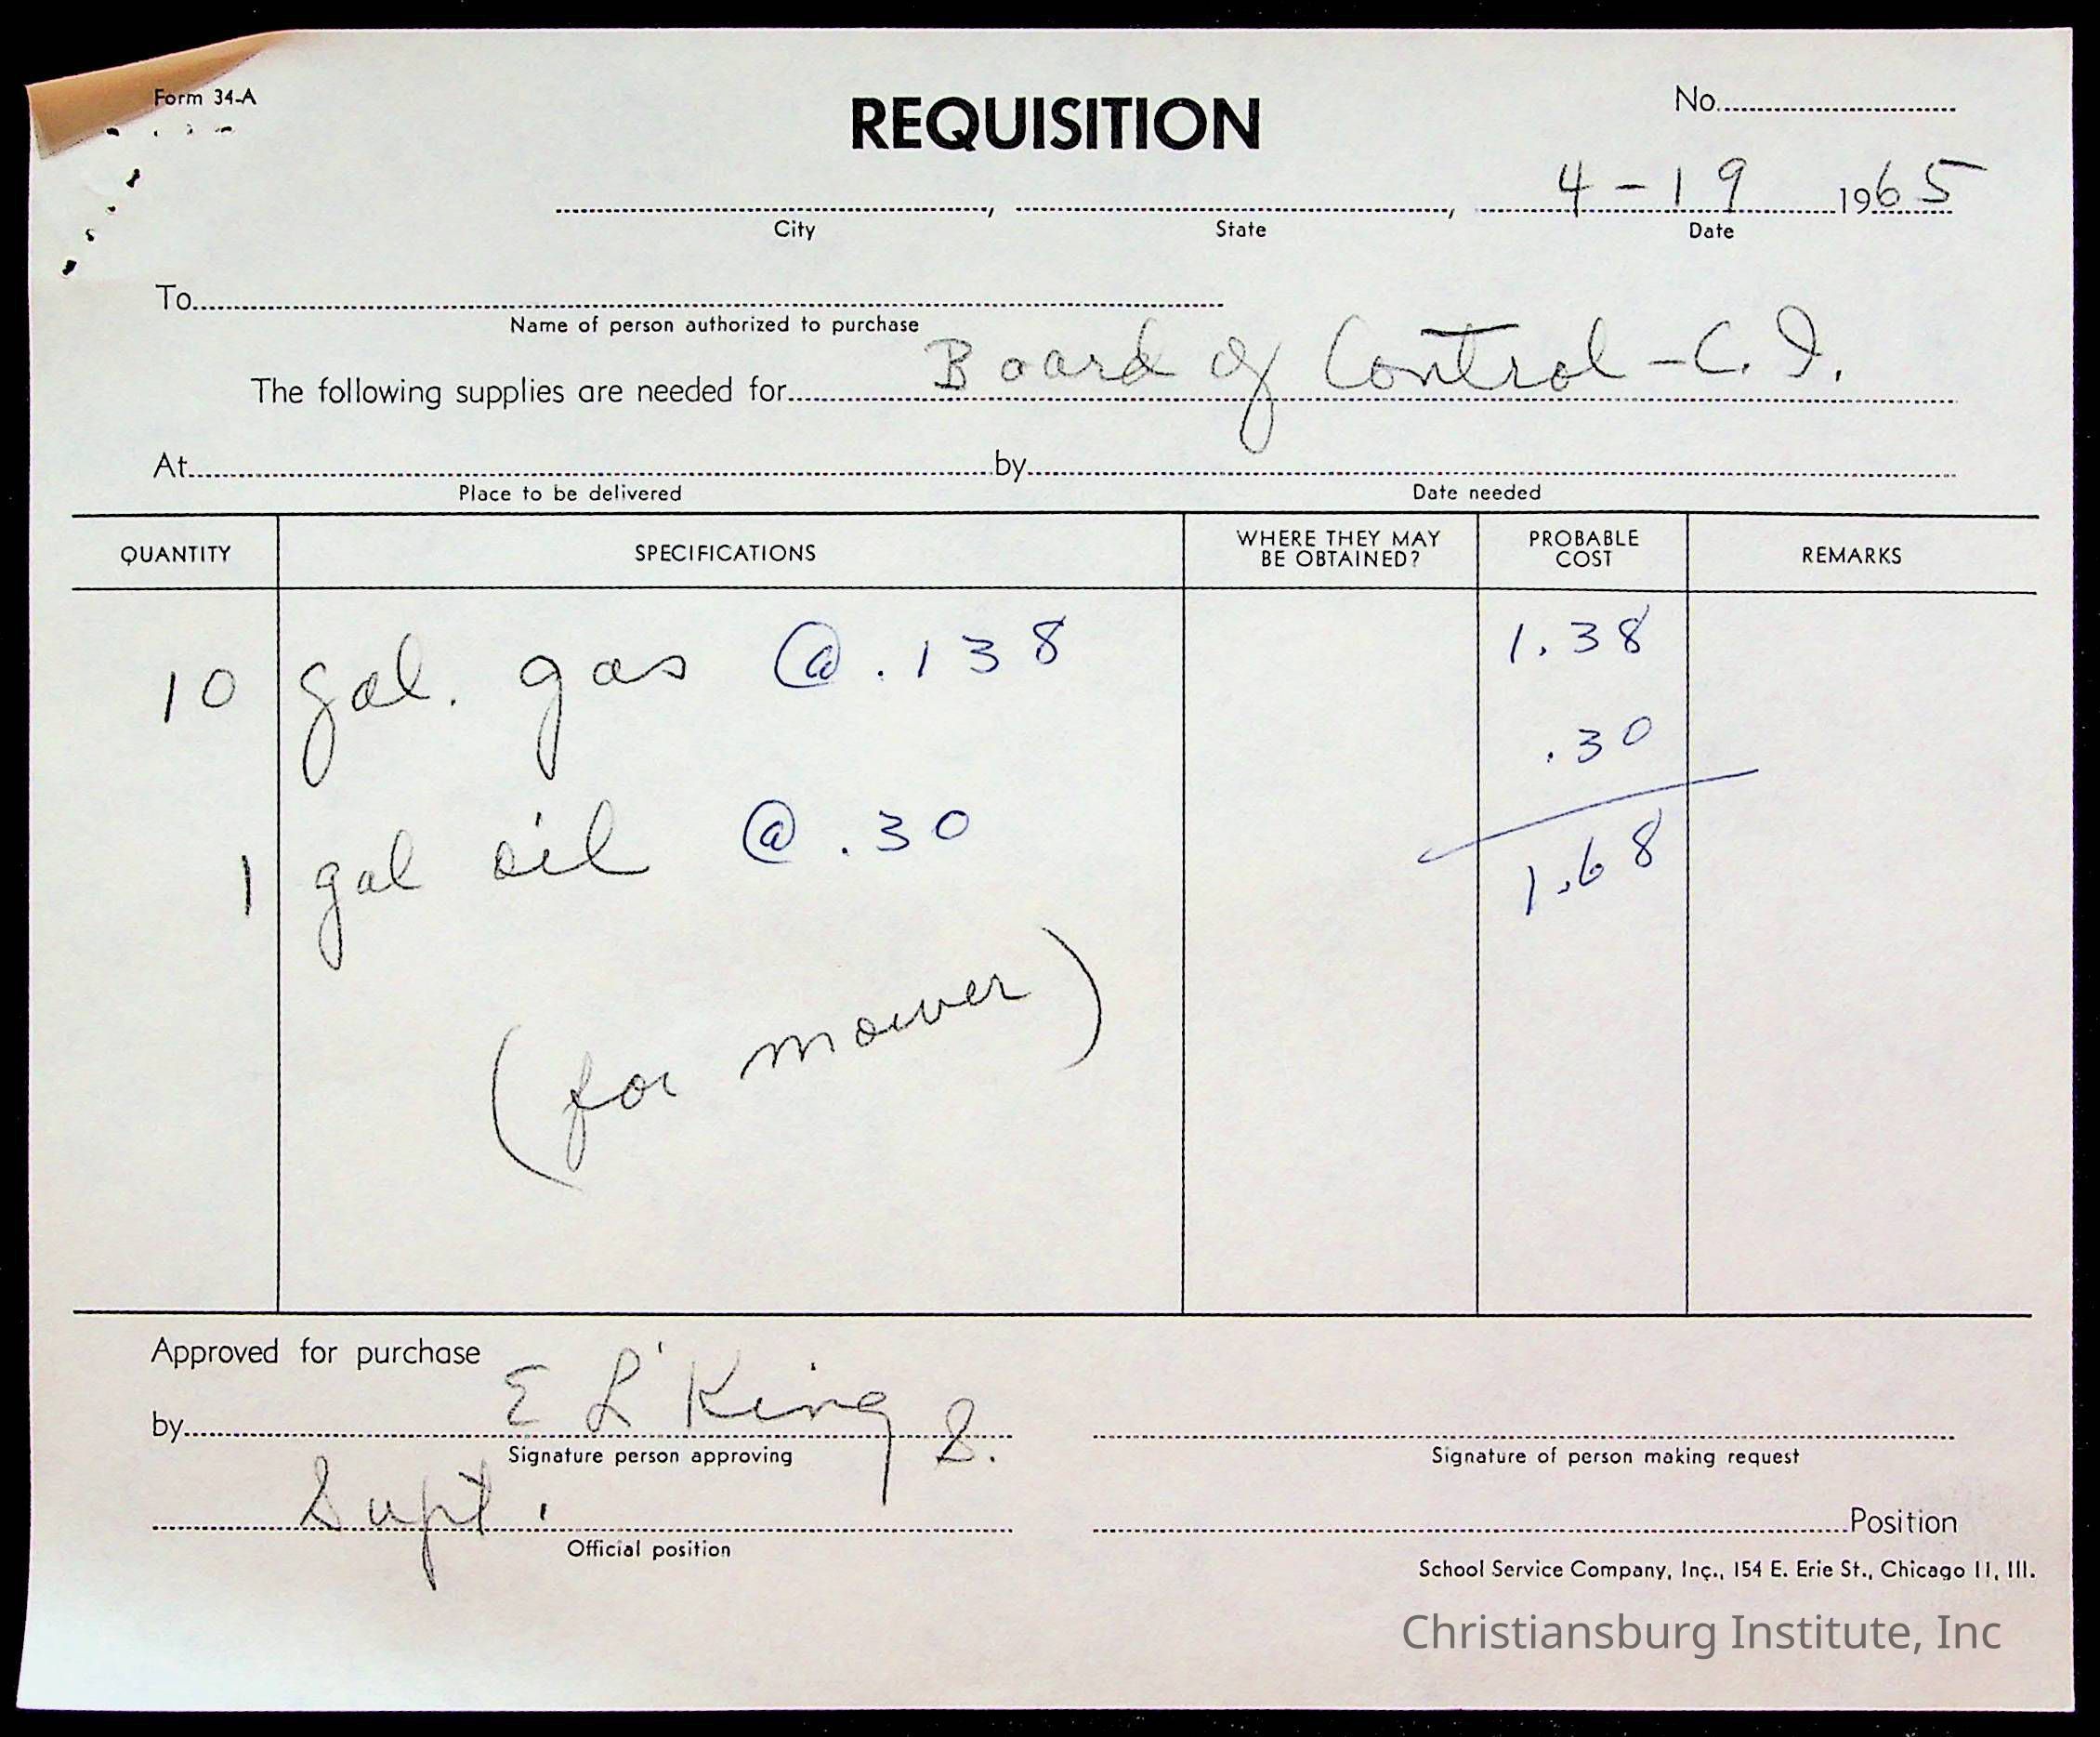 Form 34-A
REQUISITION
No.
4-19 1965
City, State, Date
To
Name of person authorized to purchase
The following supplies are needed for Board of Control - C. I.
At by
Place to be delivered Date needed
QUANTITY SPECIFICATIONS WHERE THEY MAY BE OBTAINED? PROBABLE COST REMARKS
10 gal. gas @ .138 1.38
.30
1 gal oil @ .30 1.68
(for mower)
Approved for purchase
by E L King S.
Signature person approving Signature of person making request
Supt. Position
Official position
School Service Company, Inc., 154 E. Erie St., Chicago 11, Ill.
Christiansburg Institute, Inc